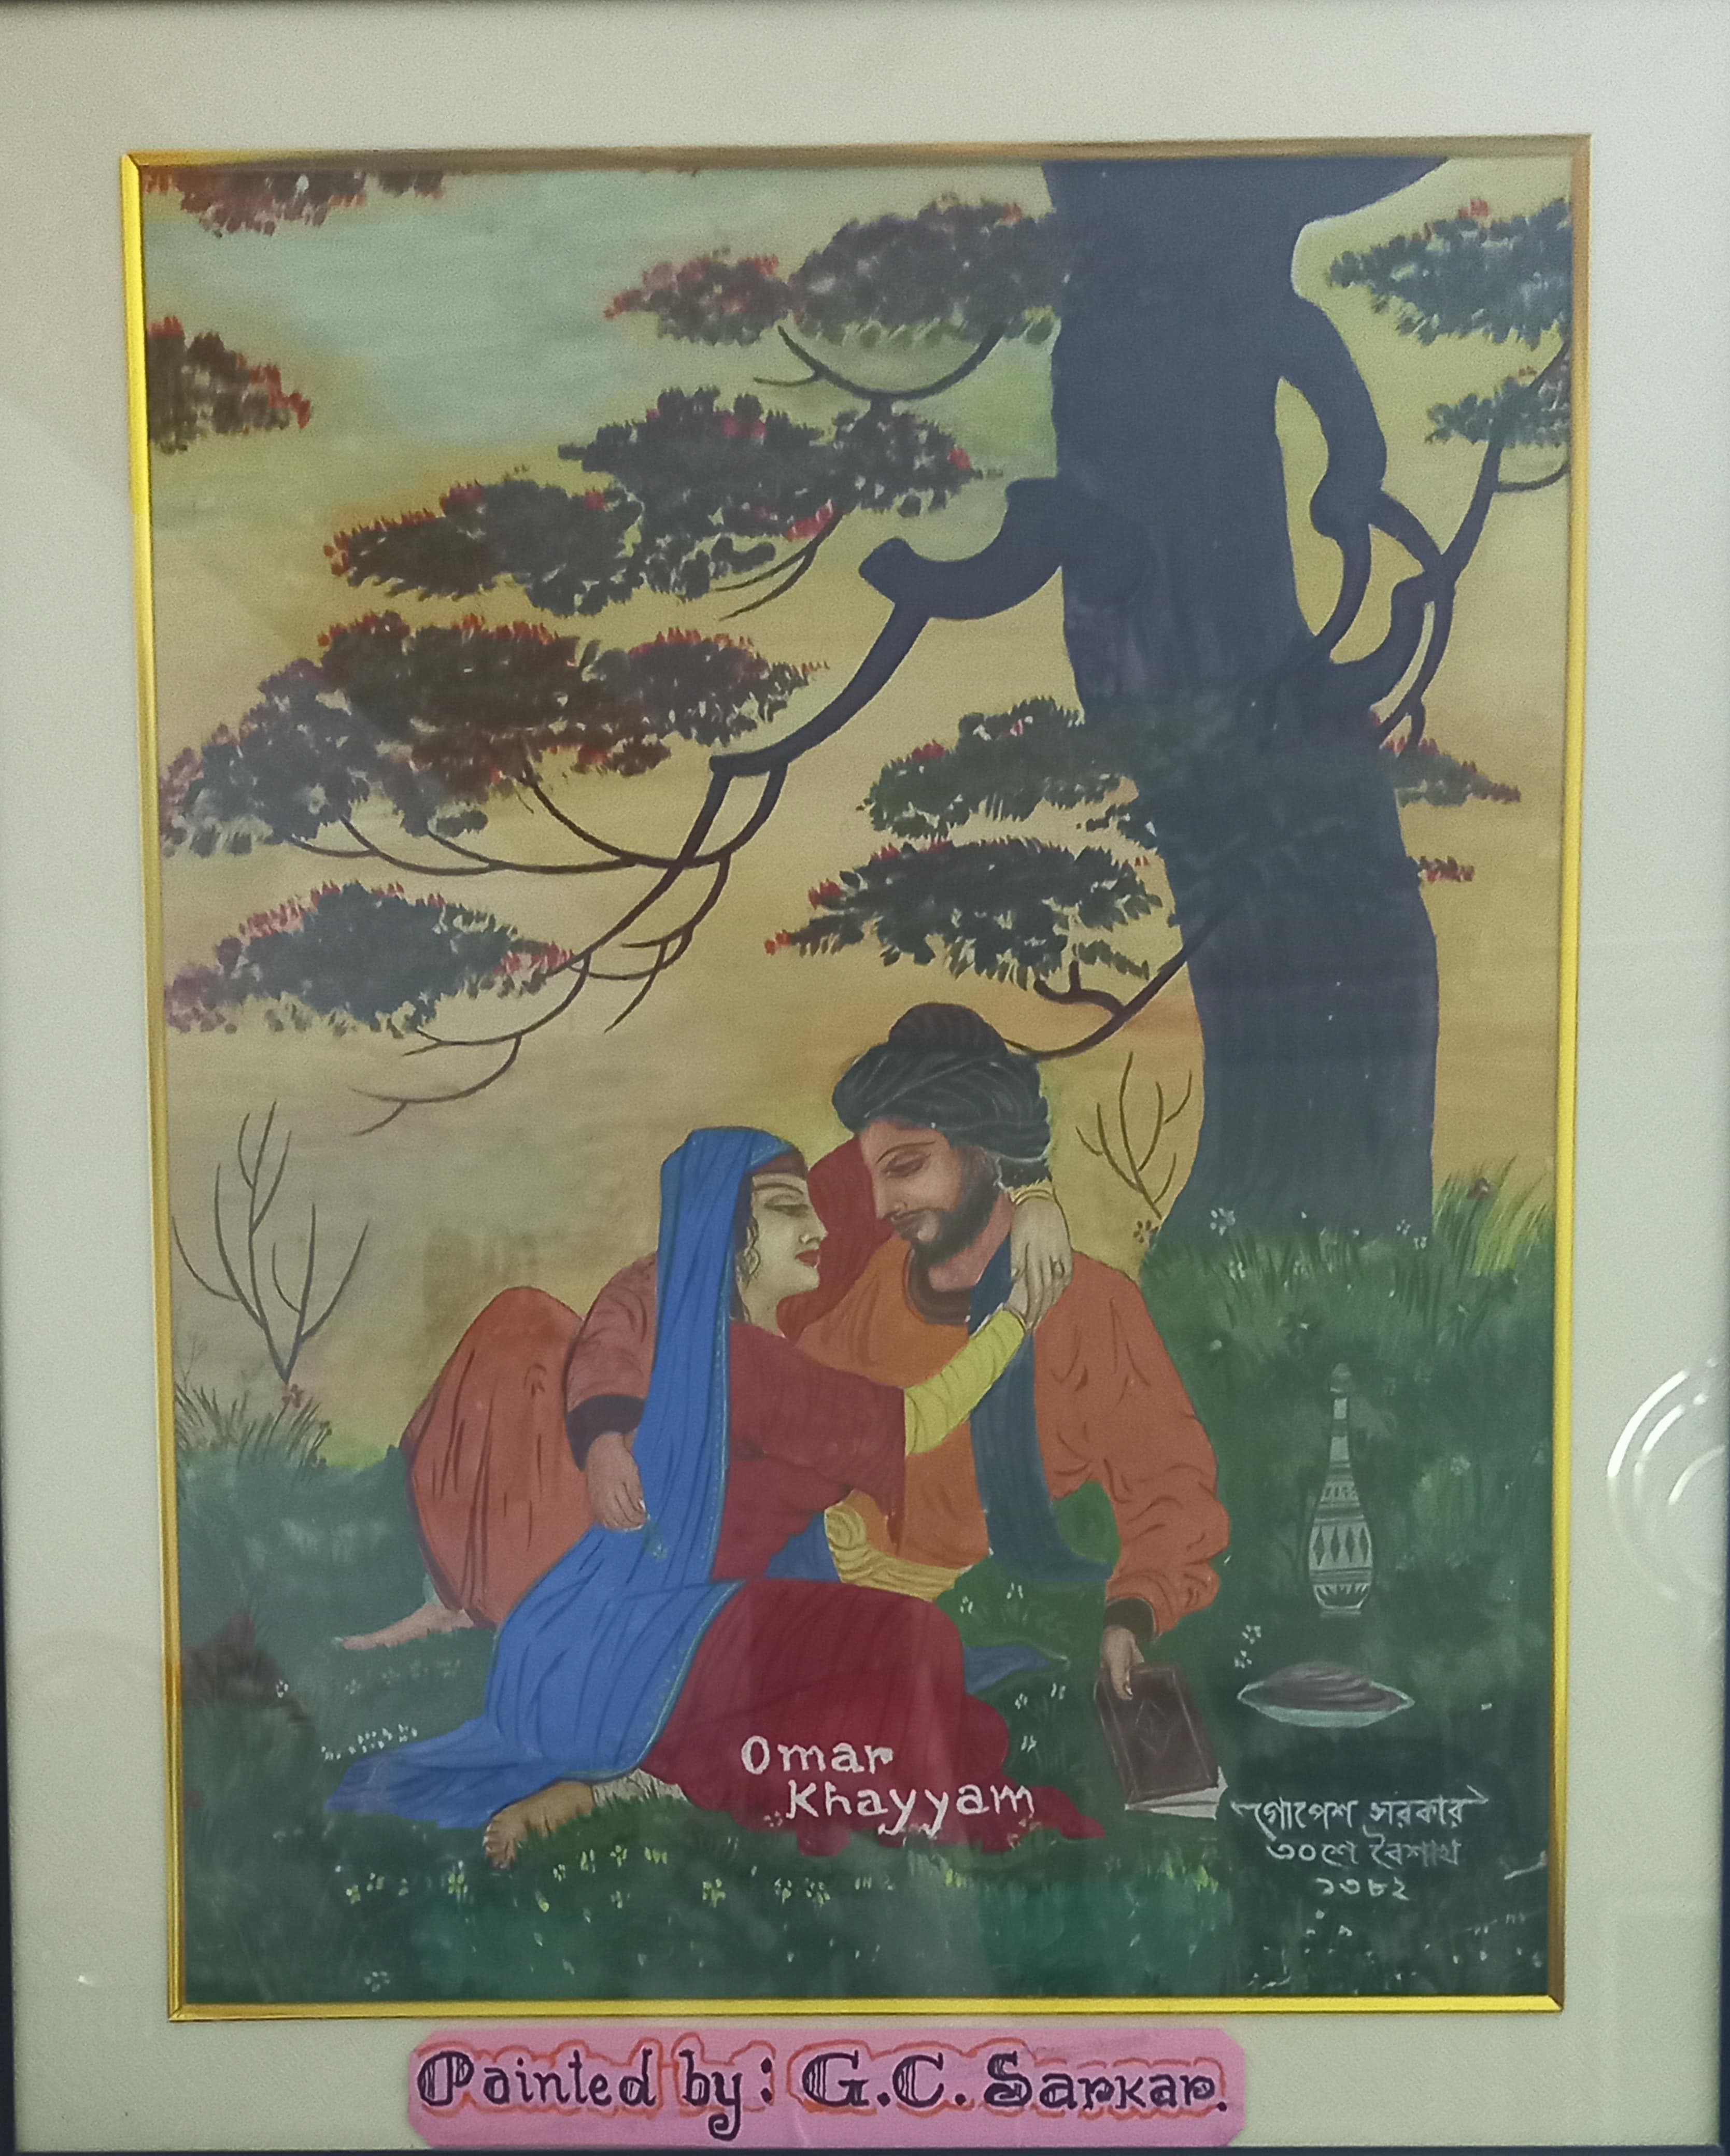 Omar
Khayyam
গোপেশ সরকার
৩০শে বৈশাখ
১৩৮২
Painted by: G.C. Sarkar.